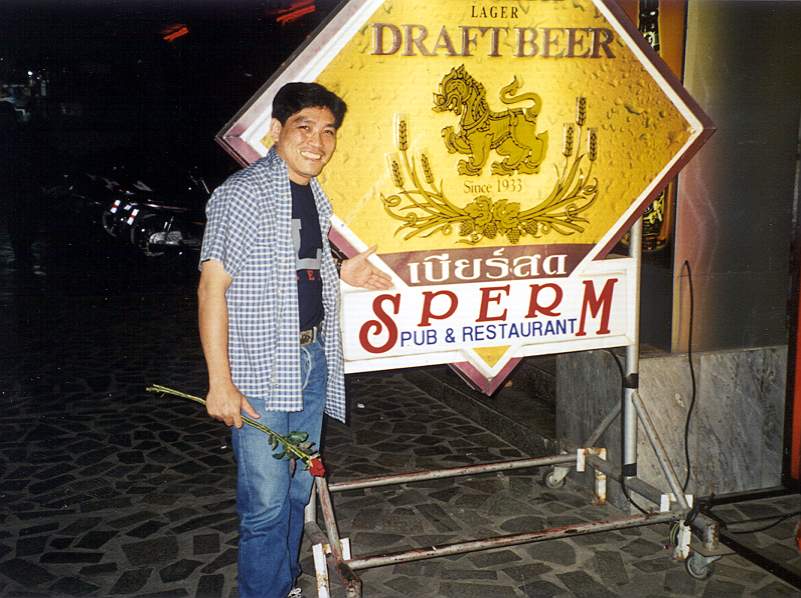 LAGER
DRAFT BEER
Since 1933
เบียร์สด
SPERM
PUB & RESTAURANT